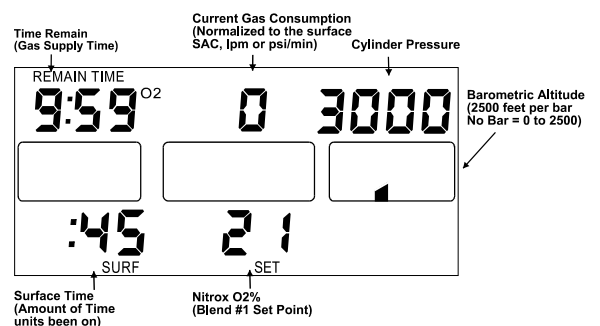 Time Remain
(Gas Supply Time)
Current Gas Consumption
(Normalized to the surface
SAC, lpm or psi/min)
Cylinder Pressure
REMAIN TIME
9:59 O2 0 3000
Barometric Altitude
(2500 feet per bar
No Bar = 0 to 2500)
:45 21
SURF SET
Surface Time
(Amount of Time
units been on)
Nitrox O2%
(Blend #1 Set Point)